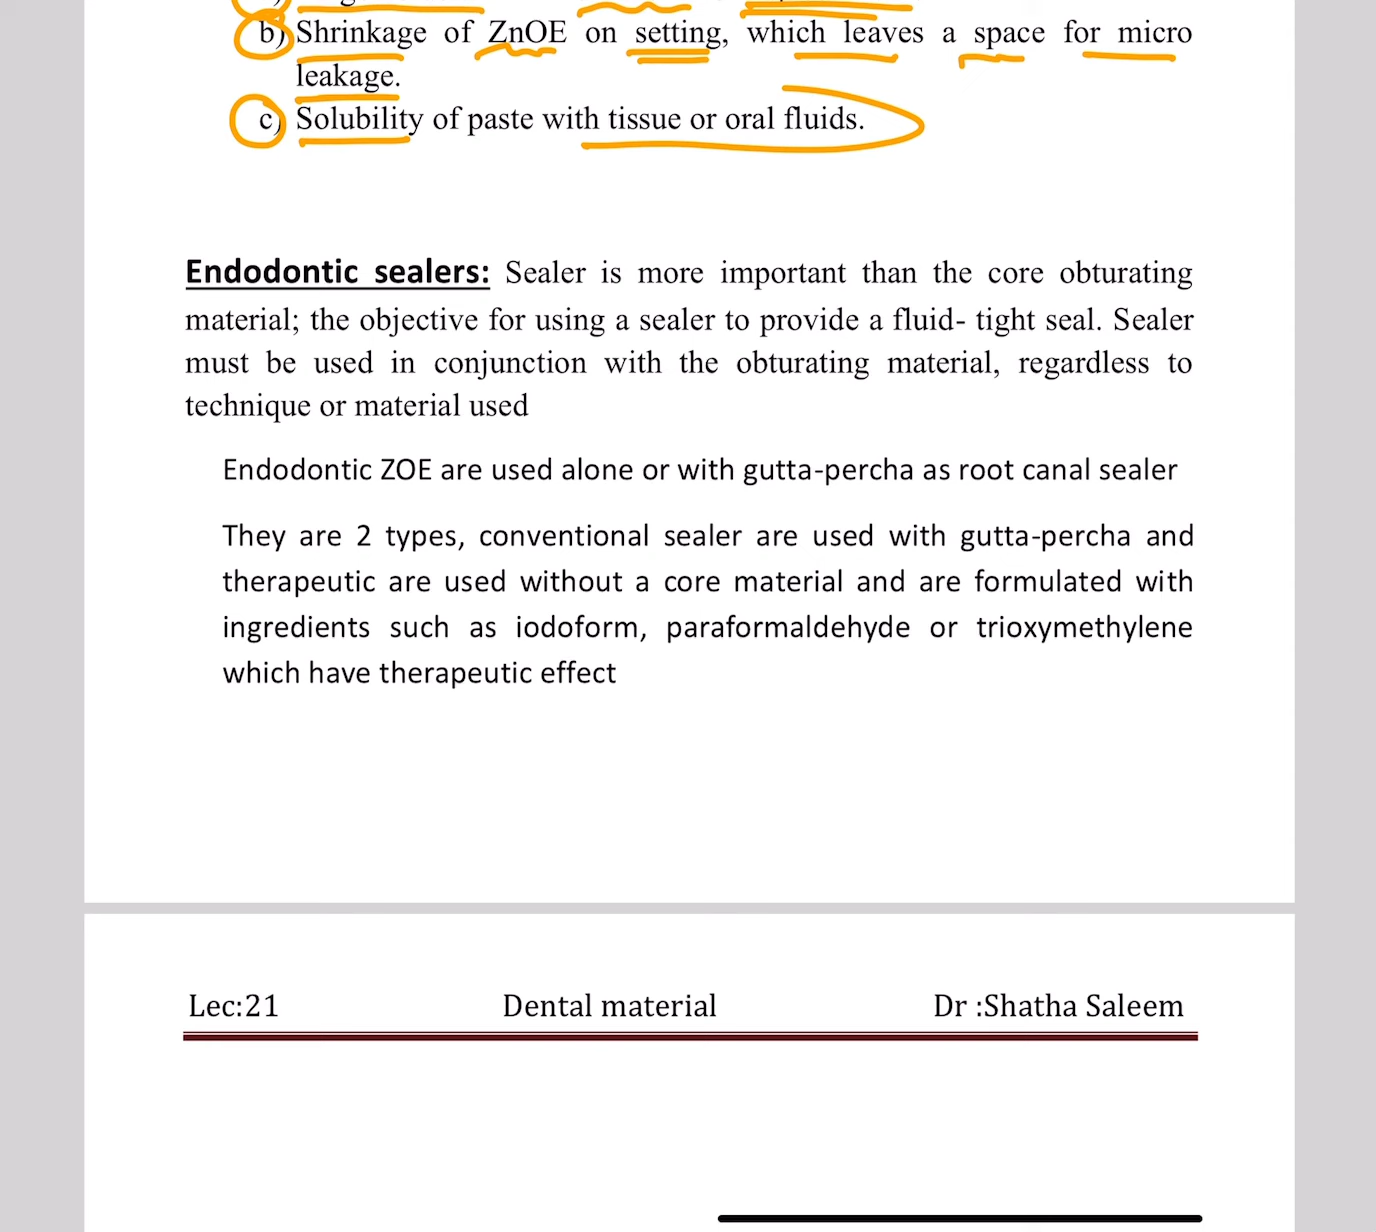 b) Shrinkage of ZnOE on setting, which leaves a space for micro
leakage.
c) Solubility of paste with tissue or oral fluids.
Endodontic sealers: Sealer is more important than the core obturating
material; the objective for using a sealer to provide a fluid- tight seal. Sealer
must be used in conjunction with the obturating material, regardless to
technique or material used
Endodontic ZOE are used alone or with gutta-percha as root canal sealer
They are 2 types, conventional sealer are used with gutta-percha and
therapeutic are used without a core material and are formulated with
ingredients such as iodoform, paraformaldehyde or trioxymethylene
which have therapeutic effect
Lec:21 Dental material Dr :Shatha Saleem